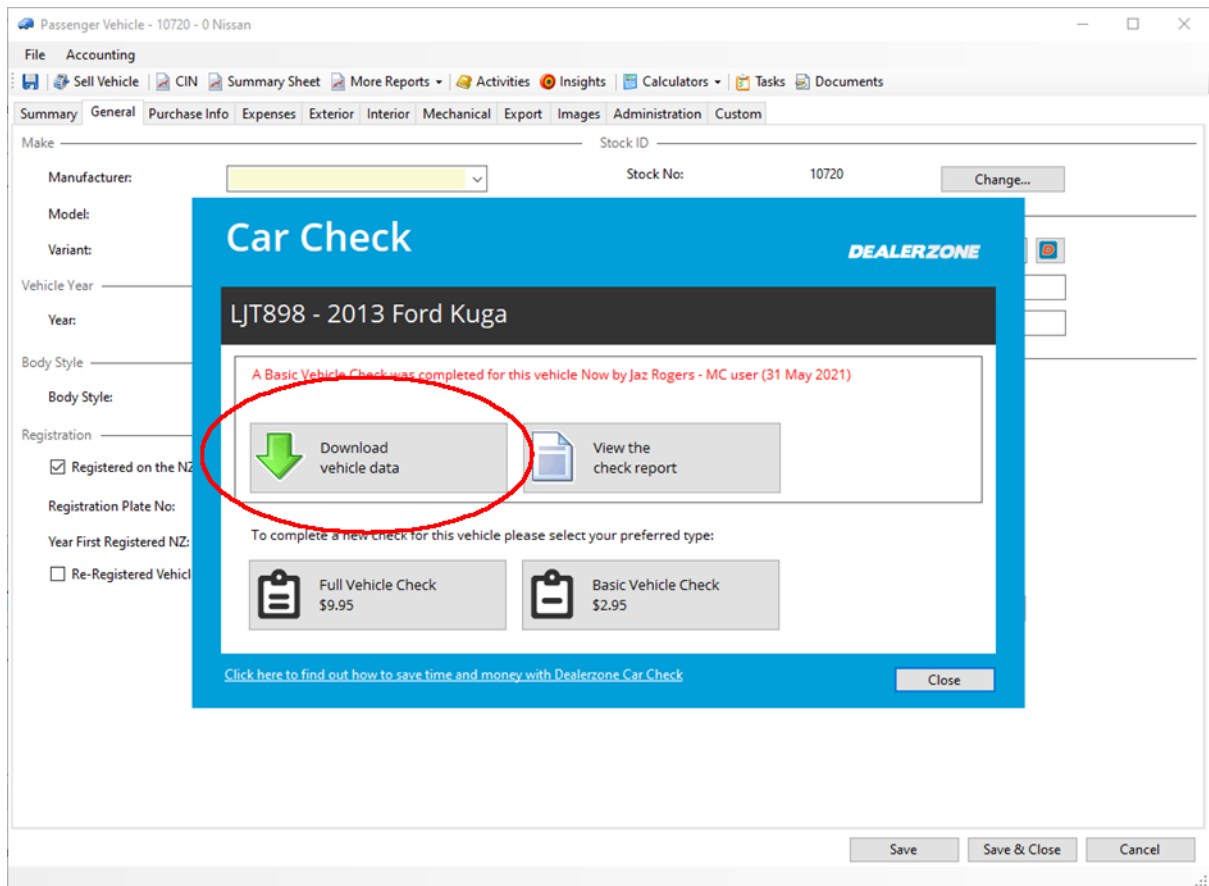 Passenger Vehicle - 10720 - 0 Nissan
File Accounting
Sell Vehicle CIN Summary Sheet More Reports Activities Insights Calculators Tasks Documents
Summary General Purchase Info Expenses Exterior Interior Mechanical Export Images Administration Custom
Make Stock ID
Manufacturer: Stock No: 10720 Change...
Model:
Variant:
Vehicle Year
Year:
Body Style
Body Style:
Registration
Registered on the NZ
Registration Plate No:
Year First Registered NZ:
Re-Registered Vehicl
Car Check
DEALERZONE
LJT898 - 2013 Ford Kuga
A Basic Vehicle Check was completed for this vehicle Now by Jaz Rogers - MC user (31 May 2021)
Download
vehicle data
View the
check report
To complete a new check for this vehicle please select your preferred type:
Full Vehicle Check
$9.95
Basic Vehicle Check
$2.95
Click here to find out how to save time and money with Dealerzone Car Check
Close
Save Save & Close Cancel